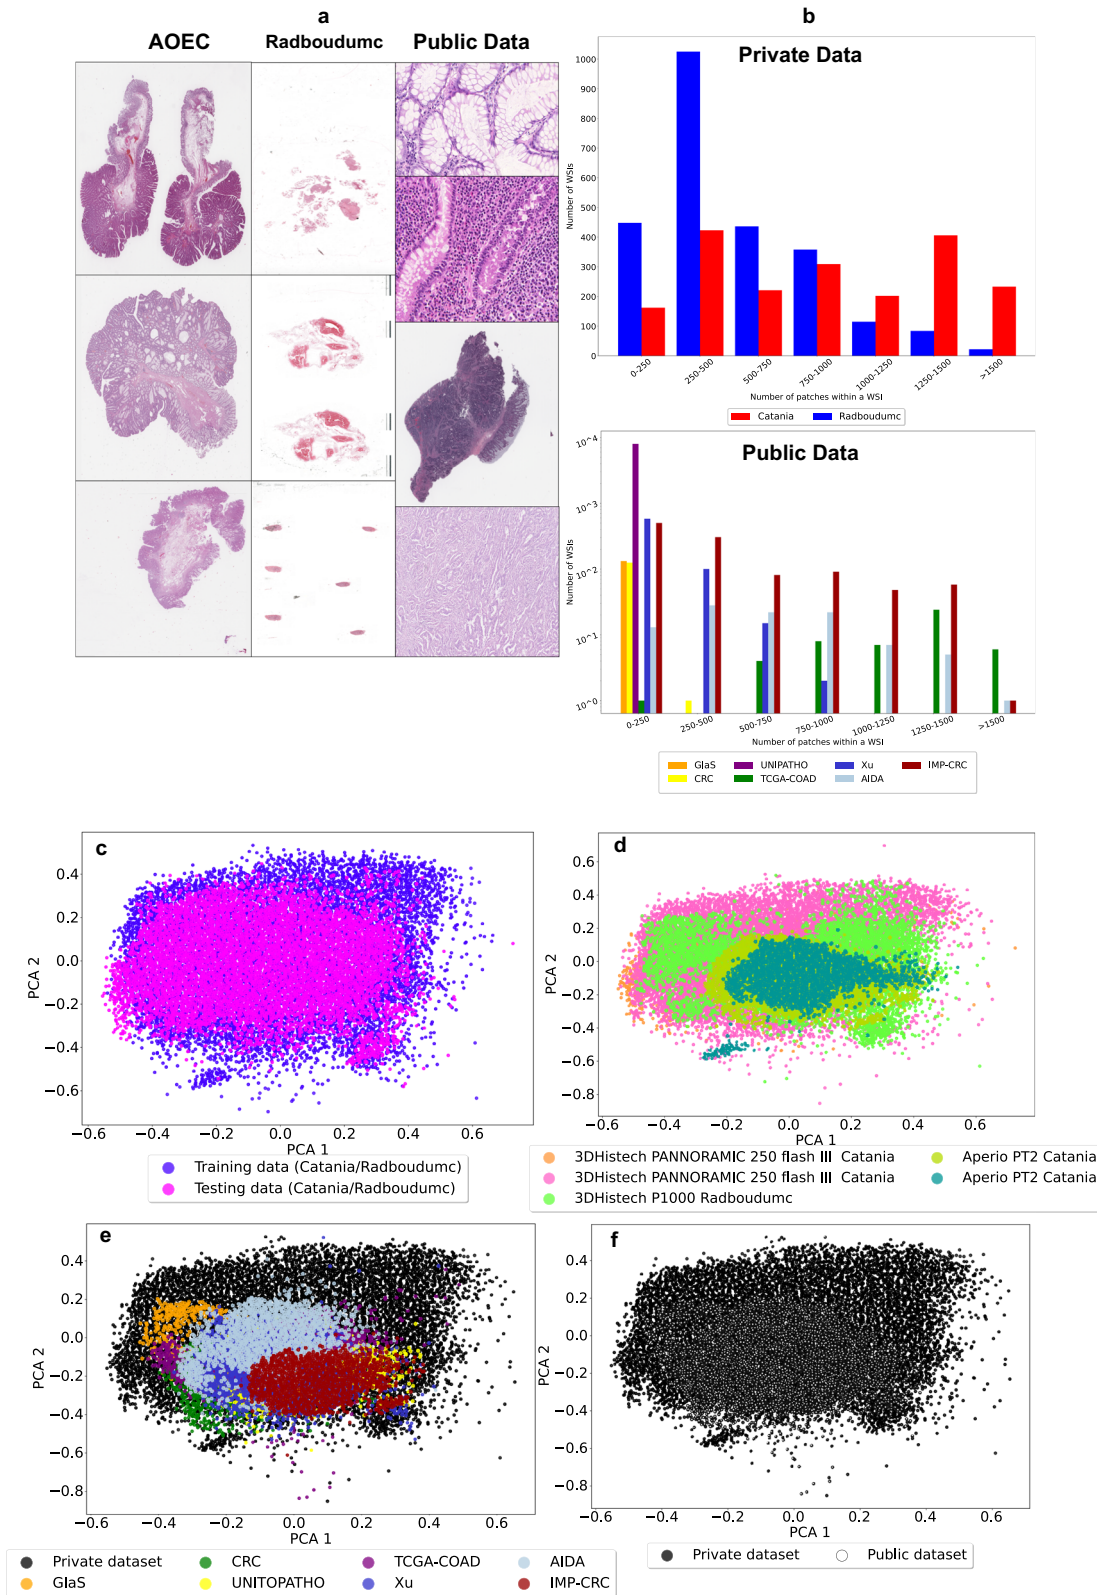 a
AOEC Radboudumc Public Data
b
Private Data
Number of WSIs
1000
900
800
700
600
500
400
300
200
100
0
0-250 250-500 500-750 750-1000 1000-1250 1250-1500 >1500
Number of patches within a WSI
Catania Radboudumc
Public Data
Number of WSIs
10^4
10^3
10^2
10^1
10^0
0-250 250-500 500-750 750-1000 1000-1250 1250-1500 >1500
Number of patches within a WSI
GlaS UNIPATHO Xu IMP-CRC
CRC TCGA-COAD AIDA
c
PCA 2
0.4
0.2
0.0
−0.2
−0.4
−0.6
−0.6 −0.4 −0.2 0.0 0.2 0.4 0.6
PCA 1
Training data (Catania/Radboudumc)
Testing data (Catania/Radboudumc)
d
PCA 2
0.6
0.4
0.2
0.0
−0.2
−0.4
−0.6
−0.8
−0.6 −0.4 −0.2 0.0 0.2 0.4 0.6
PCA 1
3DHistech PANNORAMIC 250 flash III Catania Aperio PT2 Catania
3DHistech PANNORAMIC 250 flash III Catania Aperio PT2 Catania
3DHistech P1000 Radboudumc
e
PCA 2
0.4
0.2
0.0
−0.2
−0.4
−0.6
−0.8
−0.6 −0.4 −0.2 0.0 0.2 0.4 0.6
PCA 1
Private dataset CRC TCGA-COAD AIDA
GlaS UNITOPATHO Xu IMP-CRC
f
PCA 2
0.4
0.2
0.0
−0.2
−0.4
−0.6
−0.8
−0.6 −0.4 −0.2 0.0 0.2 0.4 0.6
PCA 1
Private dataset Public dataset